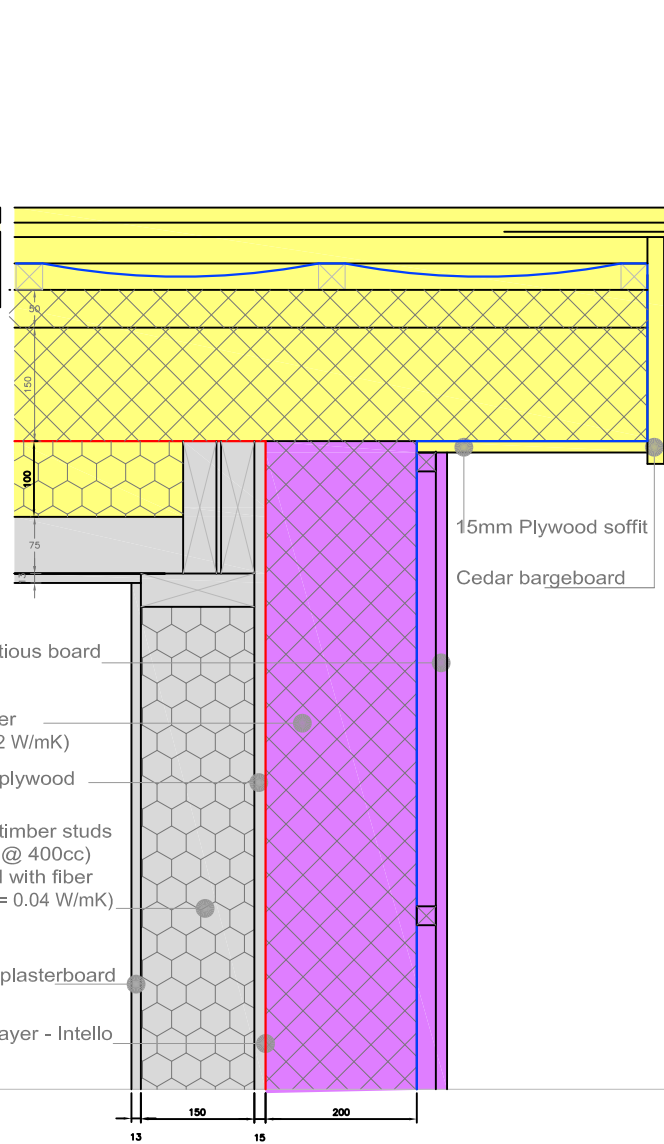 50
150
100
75
15mm Plywood soffit
Cedar bargeboard
tious board
er
2 W/mK)
plywood
timber studs
@ 400cc)
with fiber
= 0.04 W/mK)
plasterboard
ayer - Intello
150
200
13
15